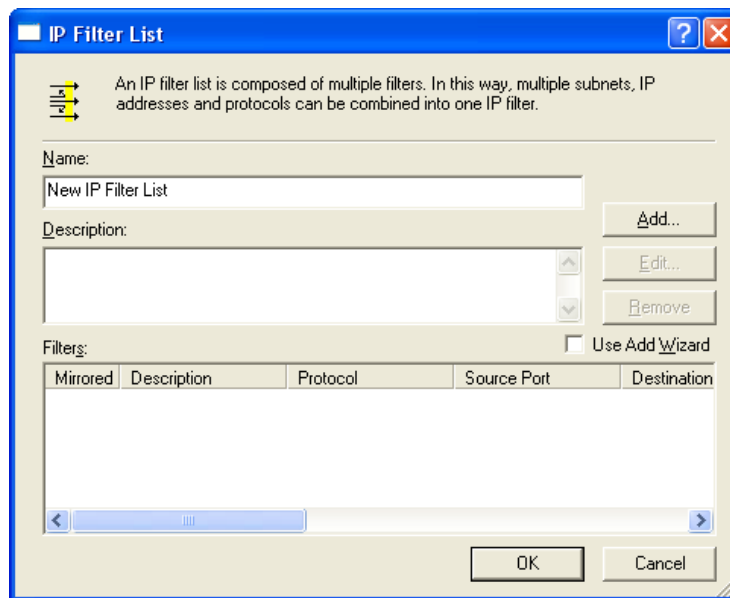 IP Filter List
An IP filter list is composed of multiple filters. In this way, multiple subnets, IP
addresses and protocols can be combined into one IP filter.
Name:
New IP Filter List
Add...
Description:
Edit...
Remove
Filters:
Use Add Wizard
Mirrored Description Protocol Source Port Destination
OK Cancel